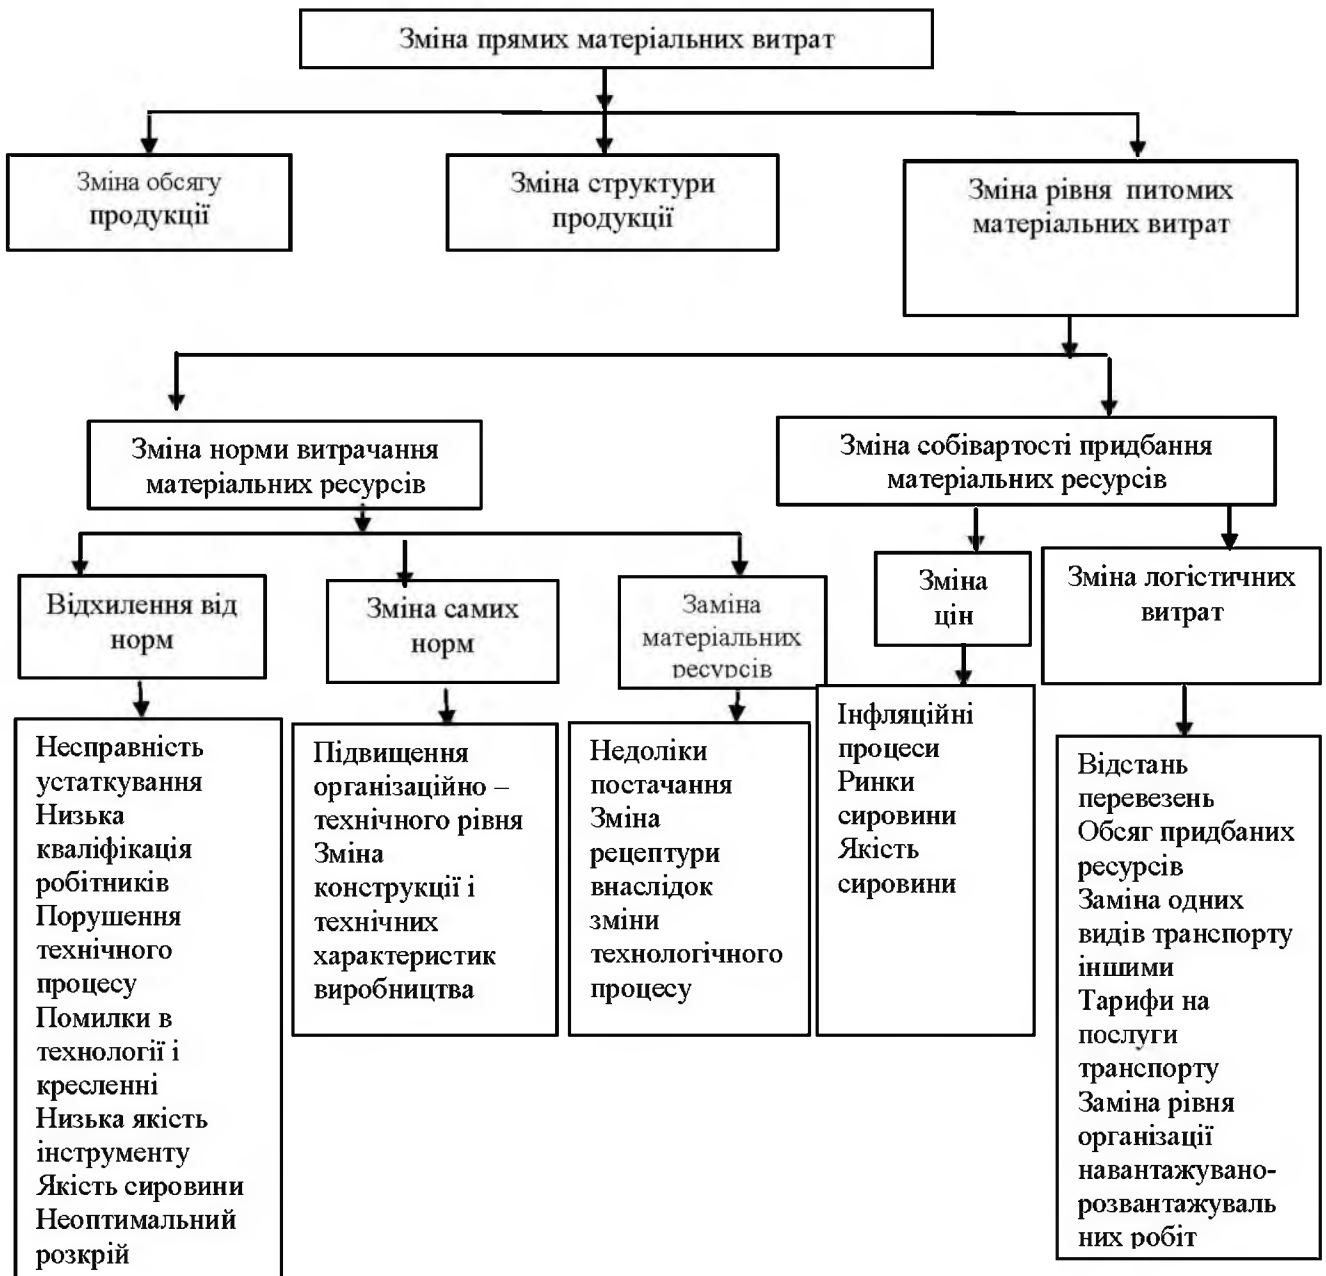 Зміна прямих матеріальних витрат
Зміна обсягу
продукції
Зміна структури
продукції
Зміна рівня питомих
матеріальних витрат
Зміна норми витрачання
матеріальних ресурсів
Зміна собівартості придбання
матеріальних ресурсів
Відхилення від
норм
Зміна самих
норм
Заміна
матеріальних
ресурсів
Зміна
цін
Зміна логістичних
витрат
Несправність
устаткування
Низька
кваліфікація
робітників
Порушення
технічного
процесу
Помилки в
технології і
кресленні
Низька якість
інструменту
Якість сировини
Неоптимальний
розкрій
Підвищення
організаційно –
технічного рівня
Зміна
конструкції і
технічних
характеристик
виробництва
Недоліки
постачання
Зміна
рецептури
внаслідок
зміни
технологічного
процесу
Інфляційні
процеси
Ринки
сировини
Якість
сировини
Відстань
перевезень
Обсяг придбаних
ресурсів
Заміна одних
видів транспорту
іншими
Тарифи на
послуги
транспорту
Заміна рівня
організації
навантажувано-
розвантажуваль
них робіт